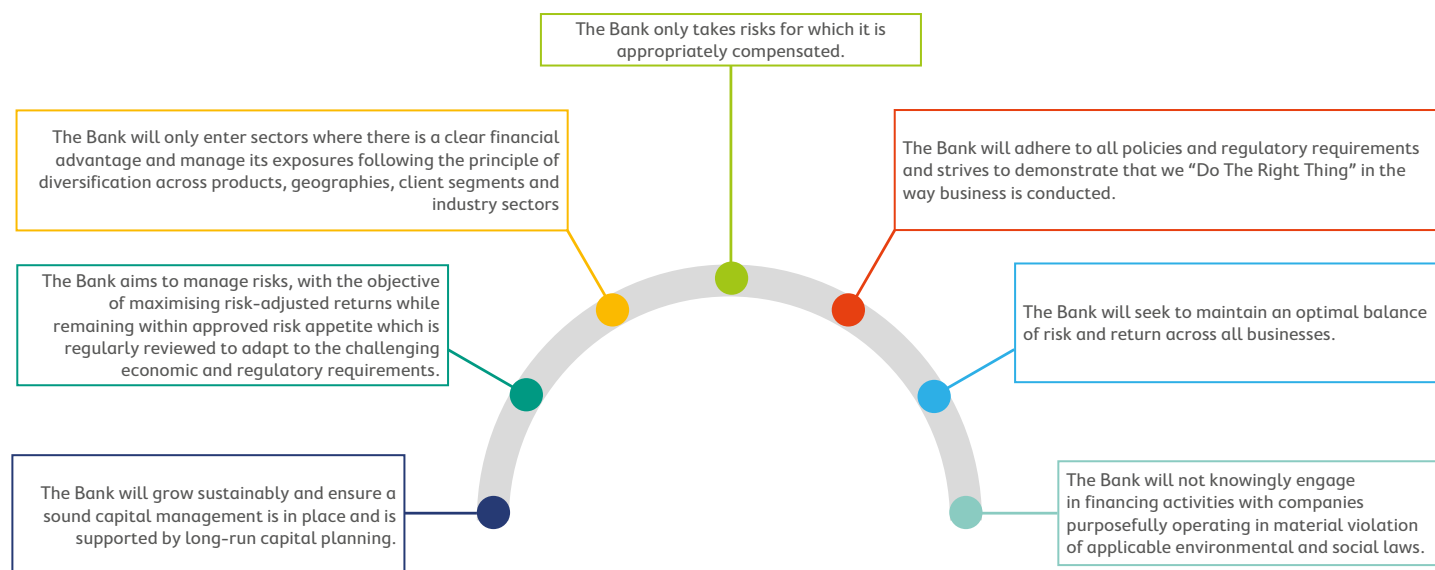 The Bank only takes risks for which it is
appropriately compensated.
The Bank will only enter sectors where there is a clear financial
advantage and manage its exposures following the principle of
diversification across products, geographies, client segments and
industry sectors
The Bank will adhere to all policies and regulatory requirements
and strives to demonstrate that we “Do The Right Thing” in the
way business is conducted.
The Bank aims to manage risks, with the objective
of maximising risk-adjusted returns while
remaining within approved risk appetite which is
regularly reviewed to adapt to the challenging
economic and regulatory requirements.
The Bank will seek to maintain an optimal balance
of risk and return across all businesses.
The Bank will grow sustainably and ensure a
sound capital management is in place and is
supported by long-run capital planning.
The Bank will not knowingly engage
in financing activities with companies
purposefully operating in material violation
of applicable environmental and social laws.